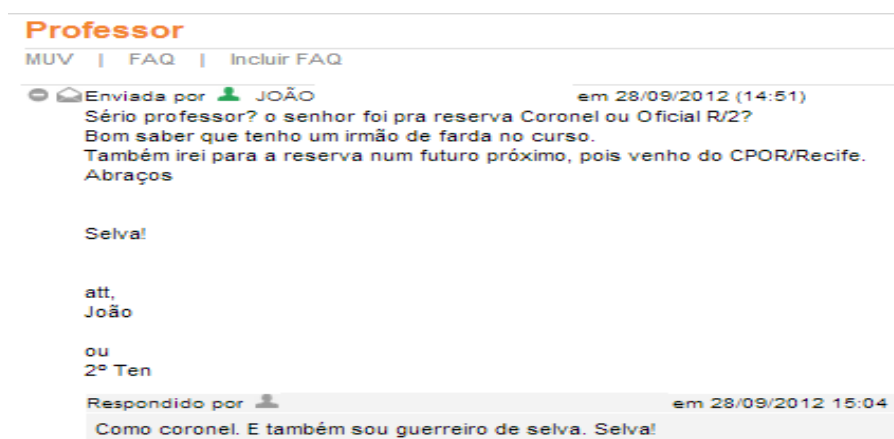 Professor
MUV | FAQ | Incluir FAQ
Enviada por JOÃO em 28/09/2012 (14:51)
Sério professor? o senhor foi pra reserva Coronel ou Oficial R/2?
Bom saber que tenho um irmão de farda no curso.
Também irei para a reserva num futuro próximo, pois venho do CPOR/Recife.
Abraços
Selva!
att,
João
ou
2º Ten
Respondido por em 28/09/2012 15:04
Como coronel. E também sou guerreiro de selva. Selva!